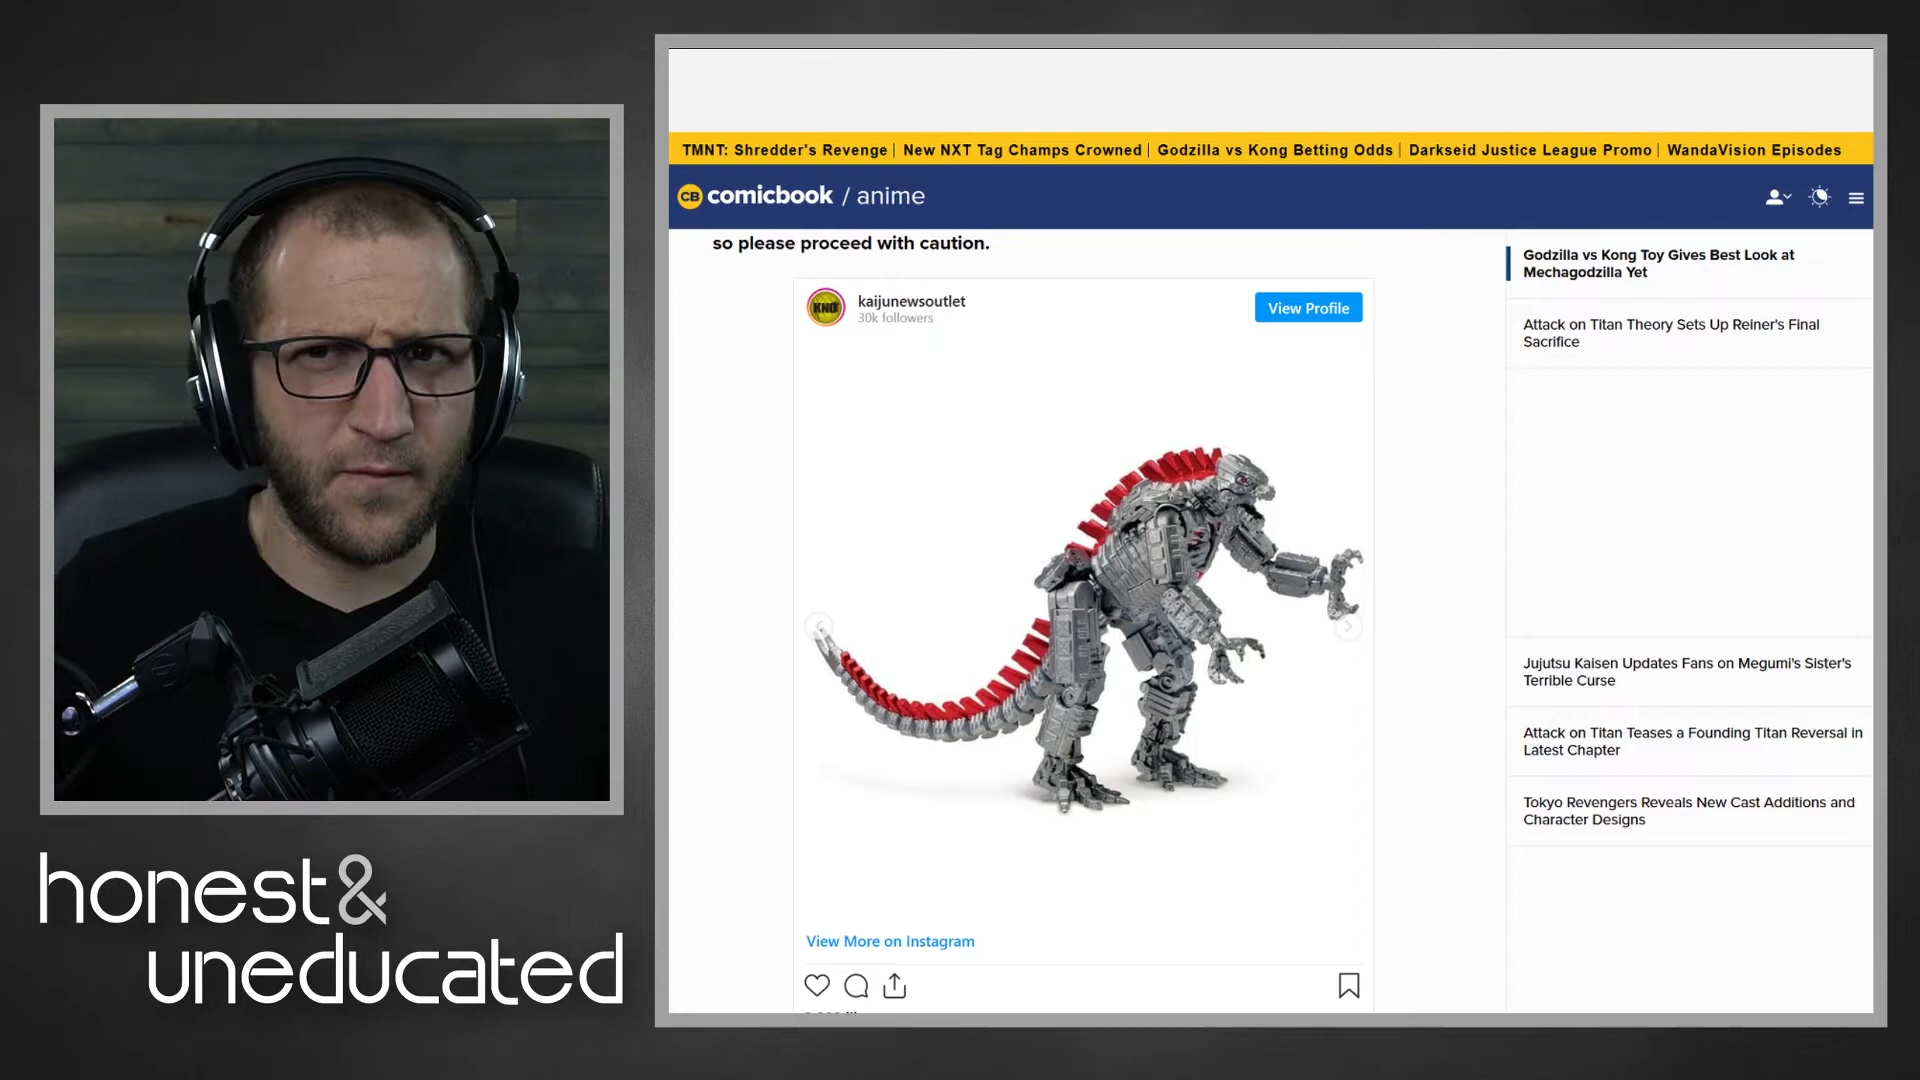 TMNT: Shredder's Revenge | New NXT Tag Champs Crowned | Godzilla vs Kong Betting Odds | Darkseid Justice League Promo | WandaVision Episodes
CB comicbook / anime
so please proceed with caution.
KNO
kaijunewsoutlet
30k followers
View Profile
View More on Instagram
Godzilla vs Kong Toy Gives Best Look at
Mechagodzilla Yet
Attack on Titan Theory Sets Up Reiner's Final
Sacrifice
Jujutsu Kaisen Updates Fans on Megumi's Sister's
Terrible Curse
Attack on Titan Teases a Founding Titan Reversal in
Latest Chapter
Tokyo Revengers Reveals New Cast Additions and
Character Designs
honest&
uneducated